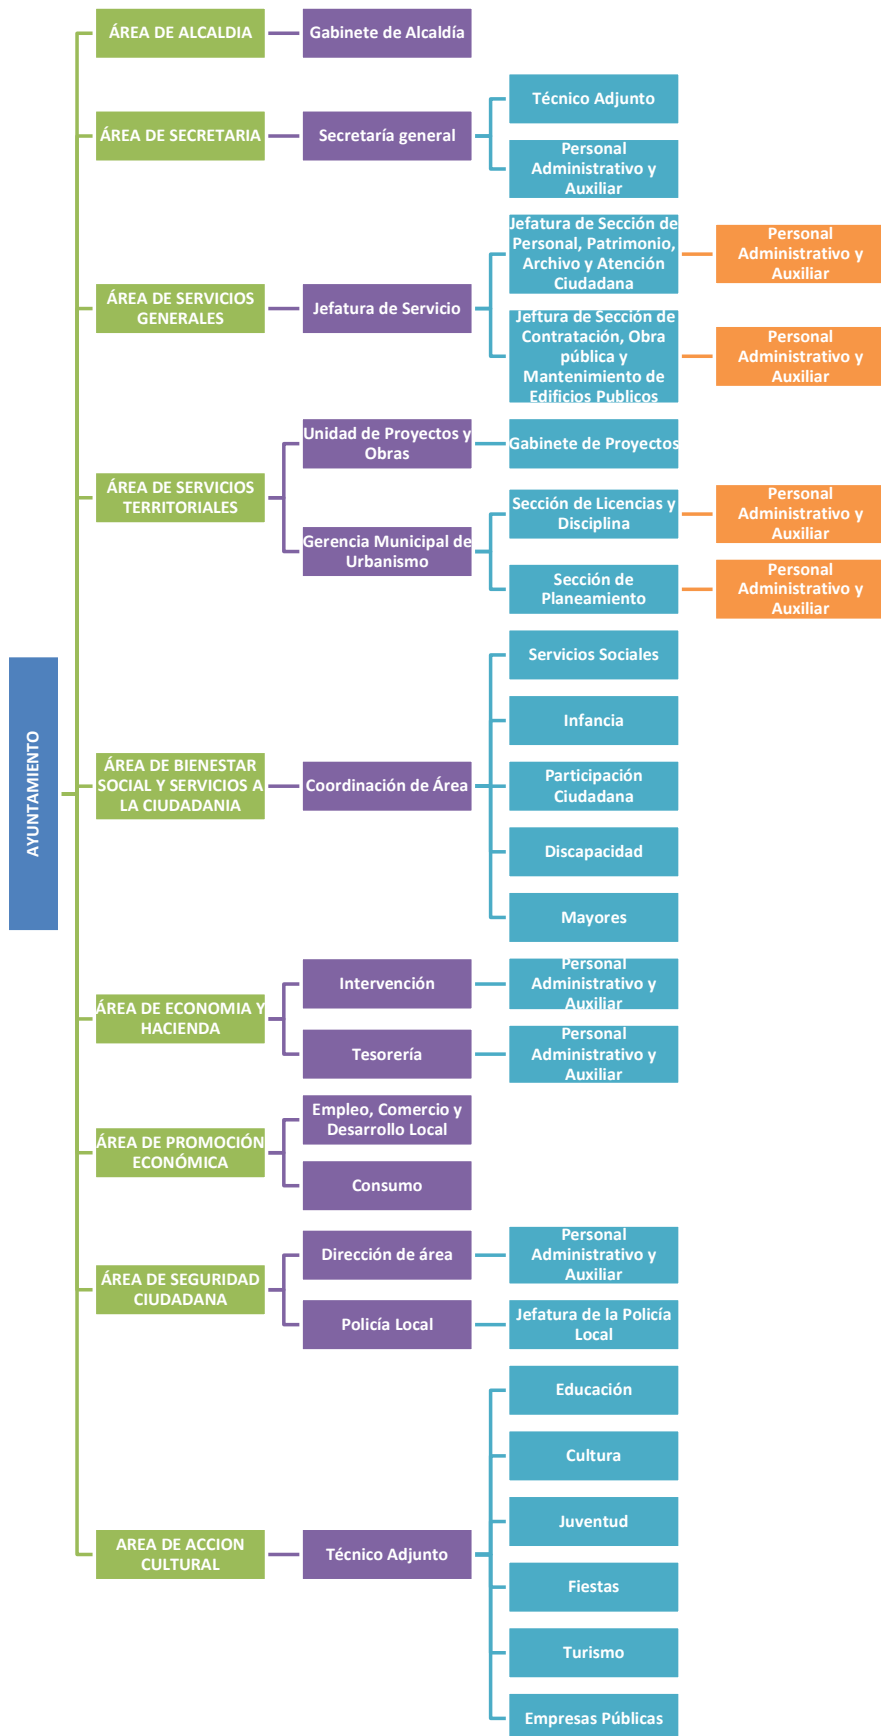 AYUNTAMIENTO
ÁREA DE ALCALDIA
Gabinete de Alcaldía
ÁREA DE SECRETARIA
Secretaría general
Técnico Adjunto
Personal
Administrativo y
Auxiliar
ÁREA DE SERVICIOS
GENERALES
Jefatura de Servicio
Jefatura de Sección de
Personal, Patrimonio,
Archivo y Atención
Ciudadana
Personal
Administrativo y
Auxiliar
Jeftura de Sección de
Contratación, Obra
pública y
Mantenimiento de
Edificios Publicos
Personal
Administrativo y
Auxiliar
ÁREA DE SERVICIOS
TERRITORIALES
Unidad de Proyectos y
Obras
Gabinete de Proyectos
Gerencia Municipal de
Urbanismo
Sección de Licencias y
Disciplina
Personal
Administrativo y
Auxiliar
Sección de
Planeamiento
Personal
Administrativo y
Auxiliar
ÁREA DE BIENESTAR
SOCIAL Y SERVICIOS A
LA CIUDADANIA
Coordinación de Área
Servicios Sociales
Infancia
Participación
Ciudadana
Discapacidad
Mayores
ÁREA DE ECONOMIA Y
HACIENDA
Intervención
Personal
Administrativo y
Auxiliar
Tesorería
Personal
Administrativo y
Auxiliar
ÁREA DE PROMOCIÓN
ECONÓMICA
Empleo, Comercio y
Desarrollo Local
Consumo
ÁREA DE SEGURIDAD
CIUDADANA
Dirección de área
Personal
Administrativo y
Auxiliar
Policía Local
Jefatura de la Policía
Local
AREA DE ACCION
CULTURAL
Técnico Adjunto
Educación
Cultura
Juventud
Fiestas
Turismo
Empresas Públicas